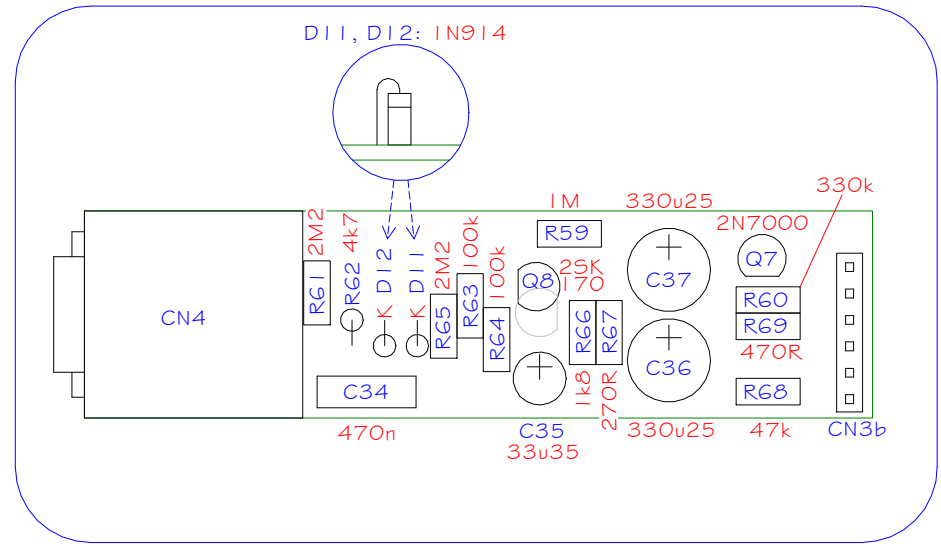 D11, D12: 1N914
330k
1M
330u25
2N7000
2M2
4k7
100k
R59
R62
D12
D11
2M2
100k
2SK
170
Q8
Q7
C37
R61
K
K
R63
R60
CN4
R65
R64
R66
R67
R69
470R
C36
C34
1k8
270R
R68
470n
C35
33u35
330u25
47k
CN3b